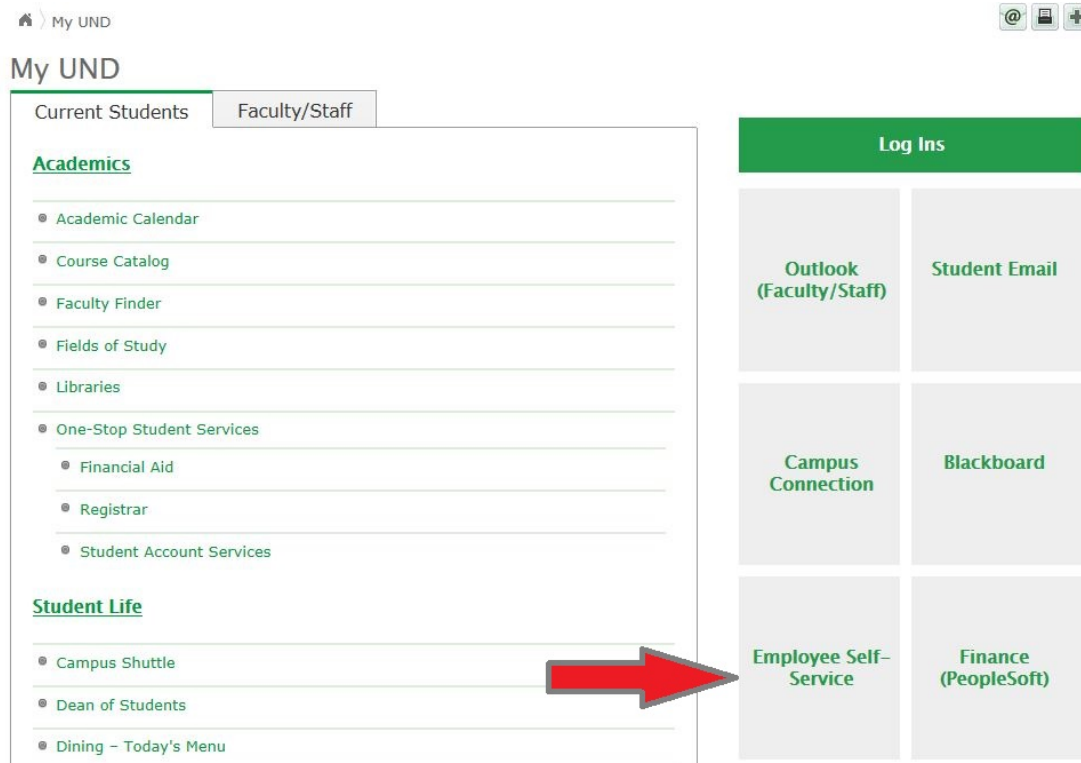 My UND
My UND
Current Students
Faculty/Staff
Academics
Academic Calendar
Course Catalog
Faculty Finder
Fields of Study
Libraries
One-Stop Student Services
Financial Aid
Registrar
Student Account Services
Student Life
Campus Shuttle
Dean of Students
Dining – Today's Menu
@
Log Ins
Outlook
(Faculty/Staff)
Student Email
Campus
Connection
Blackboard
Employee Self-
Service
Finance
(PeopleSoft)